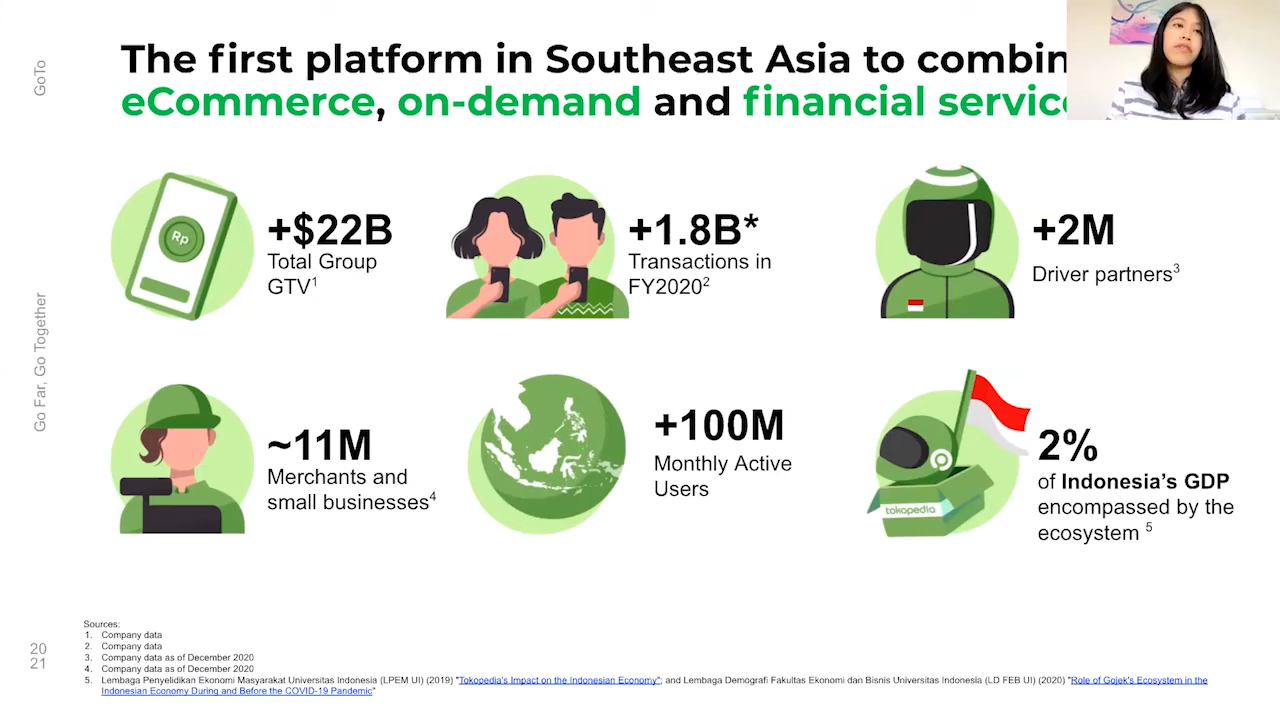 GoTo
Go Far, Go Together
20
21
The first platform in Southeast Asia to combin
eCommerce, on-demand and financial servic
Rp
+$22B
Total Group
GTV1
+1.8B*
Transactions in
FY20202
+2M
Driver partners3
~11M
Merchants and
small businesses4
+100M
Monthly Active
Users
tokopedia
2%
of Indonesia's GDP
encompassed by the
ecosystem 5
Sources:
1. Company data
2. Company data
3. Company data as of December 2020
4. Company data as of December 2020
5. Lembaga Penyelidikan Ekonomi Masyarakat Universitas Indonesia (LPEM UI) (2019) "Tokopedia's Impact on the Indonesian Economy"; and Lembaga Demografi Fakultas Ekonomi dan Bisnis Universitas Indonesia (LD FEB UI) (2020) "Role of Gojek's Ecosystem in the
Indonesian Economy During and Before the COVID-19 Pandemic"